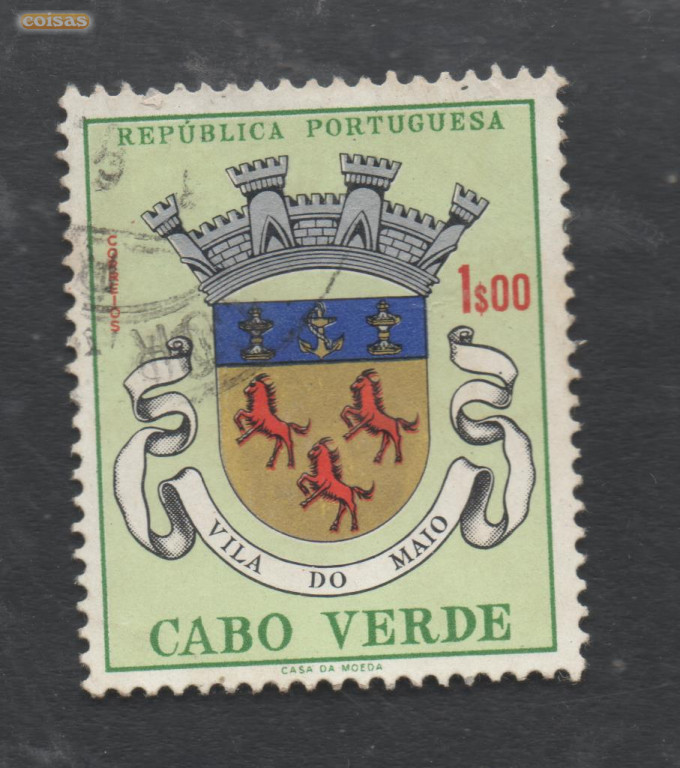 coisas
REPÚBLICA PORTUGUESA
CORREIOS
1$00
VILA DO MAIO
CABO VERDE
CASA DA MOEDA